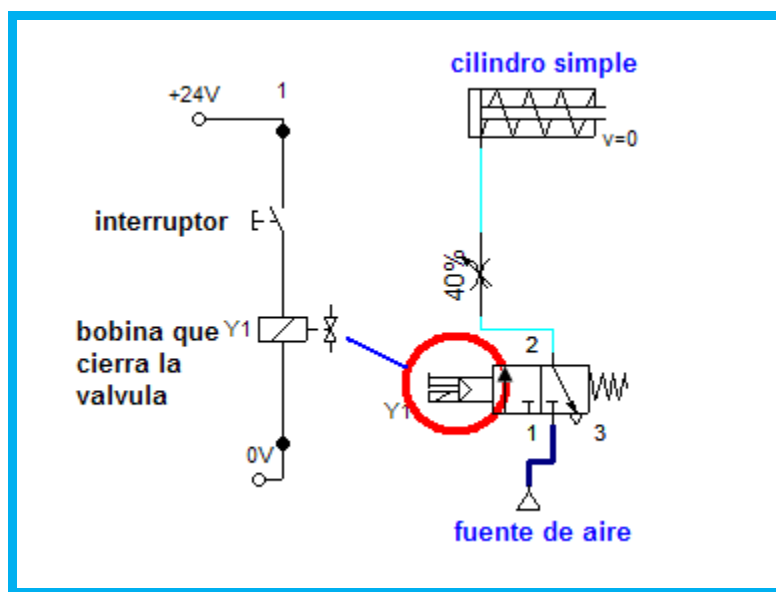 cilindro simple
+24V
1
v=0
interruptor
40%
bobina que
cierra la
valvula
Y1
2
Y1
1
3
0V
fuente de aire